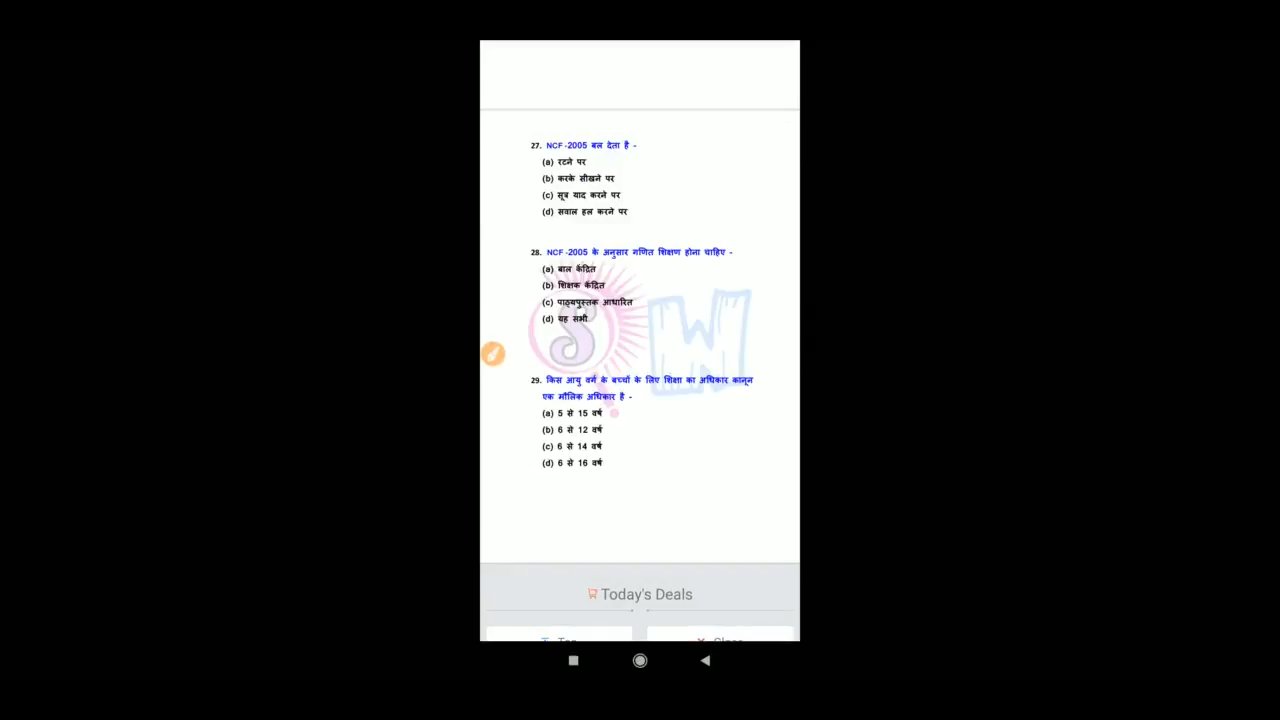 27. NCF -2005 बल देता है -
(a) रटने पर
(b) करके सीखने पर
(c) सूत्र याद करने पर
(d) सवाल हल करने पर
28. NCF -2005 के अनुसार गणित शिक्षण होना चाहिए -
(a) बाल केंद्रित
(b) शिक्षक केंद्रित
(c) पाठ्यपुस्तक आधारित
(d) यह सभी
S W
29. किस आयु वर्ग के बच्चों के लिए शिक्षा का अधिकार कानून
एक मौलिक अधिकार है -
(a) 5 से 15 वर्ष
(b) 6 से 12 वर्ष
(c) 6 से 14 वर्ष
(d) 6 से 16 वर्ष
Today's Deals